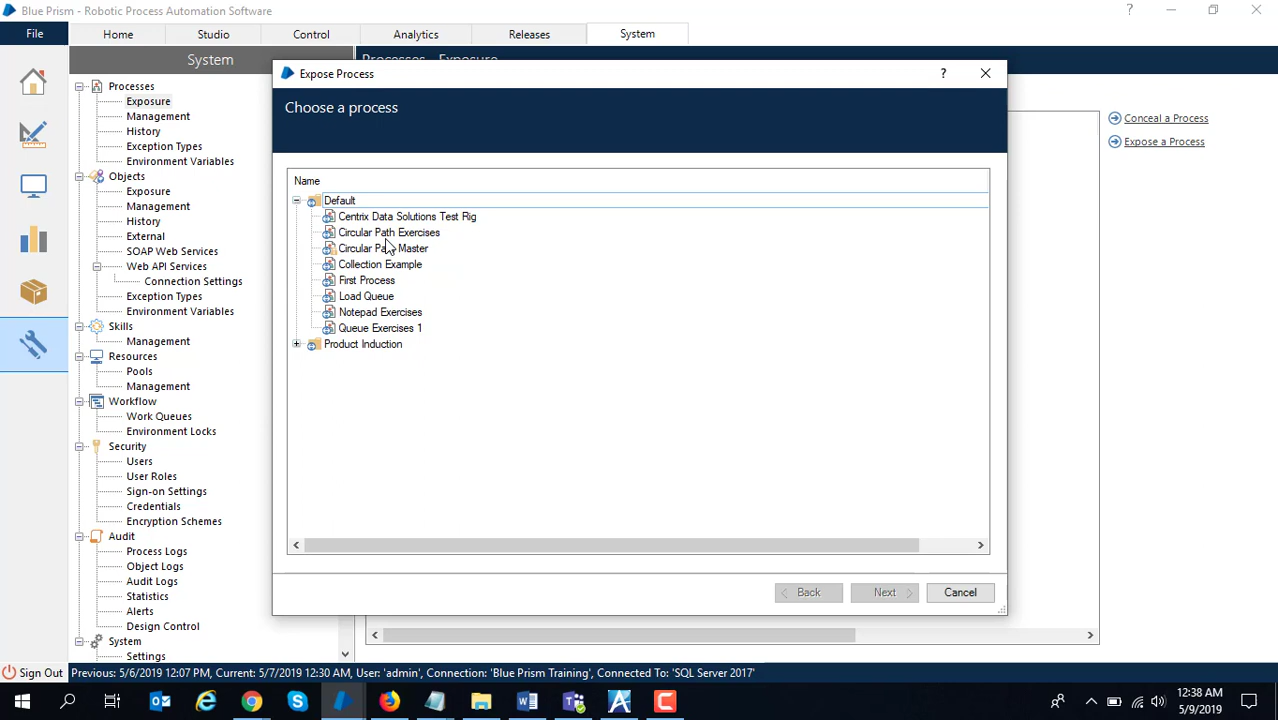 Blue Prism - Robotic Process Automation Software
?
File
Home
Studio
Control
Analytics
Releases
System
System
Processes - Exposure
Processes
Exposure
Management
History
Exception Types
Environment Variables
Objects
Exposure
Management
History
External
SOAP Web Services
Web API Services
Connection Settings
Exception Types
Environment Variables
Skills
Management
Resources
Pools
Management
Workflow
Work Queues
Environment Locks
Security
Users
User Roles
Sign-on Settings
Credentials
Encryption Schemes
Audit
Process Logs
Object Logs
Audit Logs
Statistics
Alerts
Design Control
System
Settings
Expose Process
?
Choose a process
Name
Default
Centrix Data Solutions Test Rig
Circular Path Exercises
Circular Path Master
Collection Example
First Process
Load Queue
Notepad Exercises
Queue Exercises 1
Product Induction
Back
Next
Cancel
Conceal a Process
Expose a Process
Sign Out
Previous: 5/6/2019 12:07 PM, Current: 5/7/2019 12:30 AM, User: 'admin', Connection: 'Blue Prism Training', Connected To: 'SQL Server 2017'
12:38 AM
5/9/2019